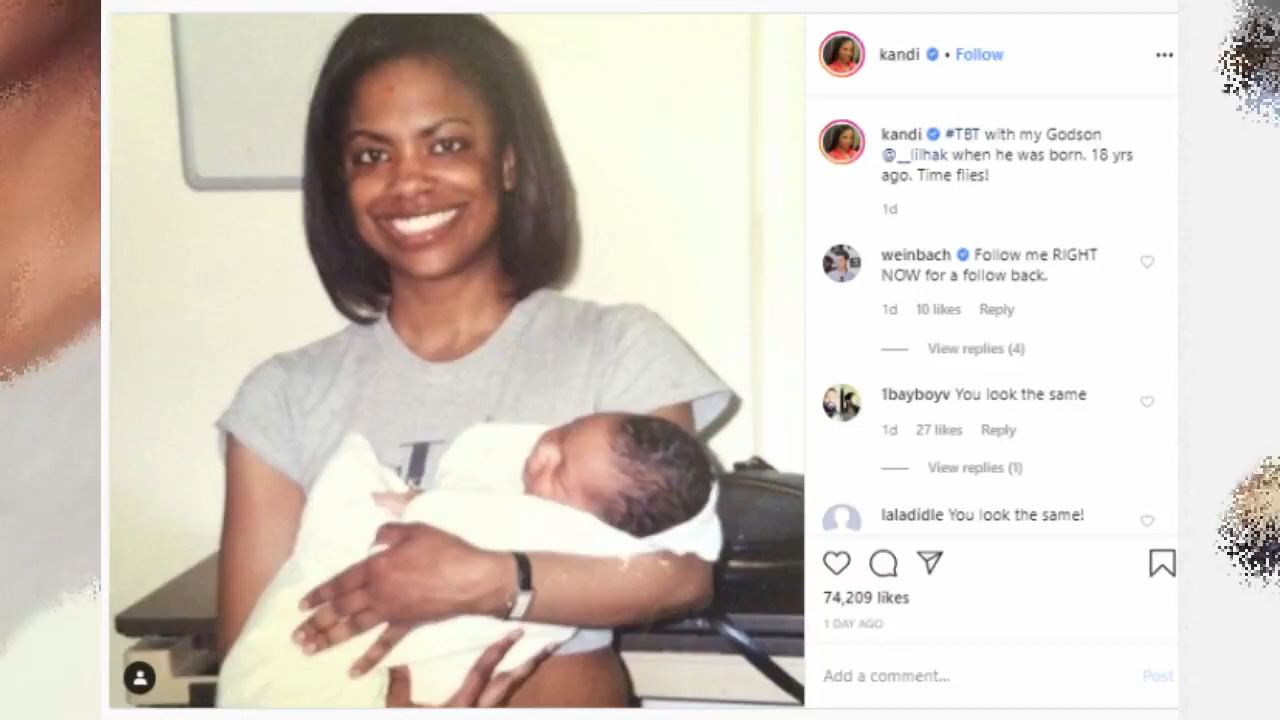 kandi • Follow
kandi #TBT with my Godson
@__lilhak when he was born. 18 yrs
ago. Time flies!
1d
weinbach Follow me RIGHT
NOW for a follow back.
1d 10 likes Reply
View replies (4)
1bayboyv You look the same
1d 27 likes Reply
View replies (1)
laladidle You look the same!
74,209 likes
1 DAY AGO
Add a comment... Post